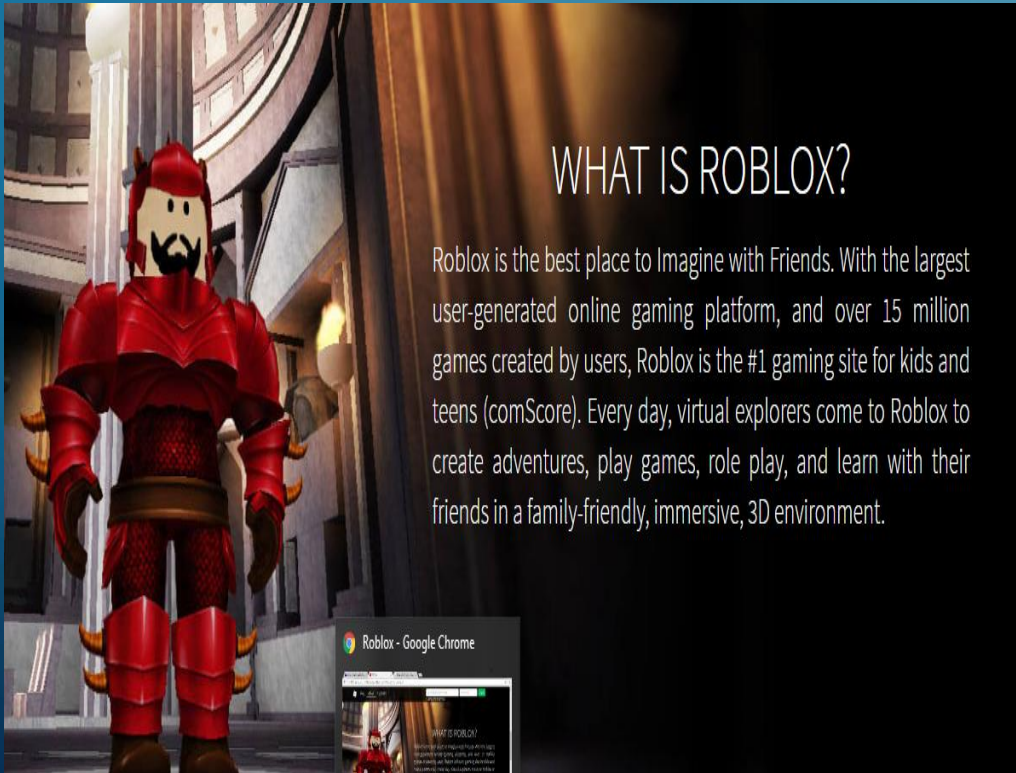 WHAT IS ROBLOX?
Roblox is the best place to Imagine with Friends. With the largest
user-generated online gaming platform, and over 15 million
games created by users, Roblox is the #1 gaming site for kids and
teens (comScore). Every day, virtual explorers come to Roblox to
create adventures, play games, role play, and learn with their
friends in a family-friendly, immersive, 3D environment.
Roblox - Google Chrome
WHAT IS ROBLOX?